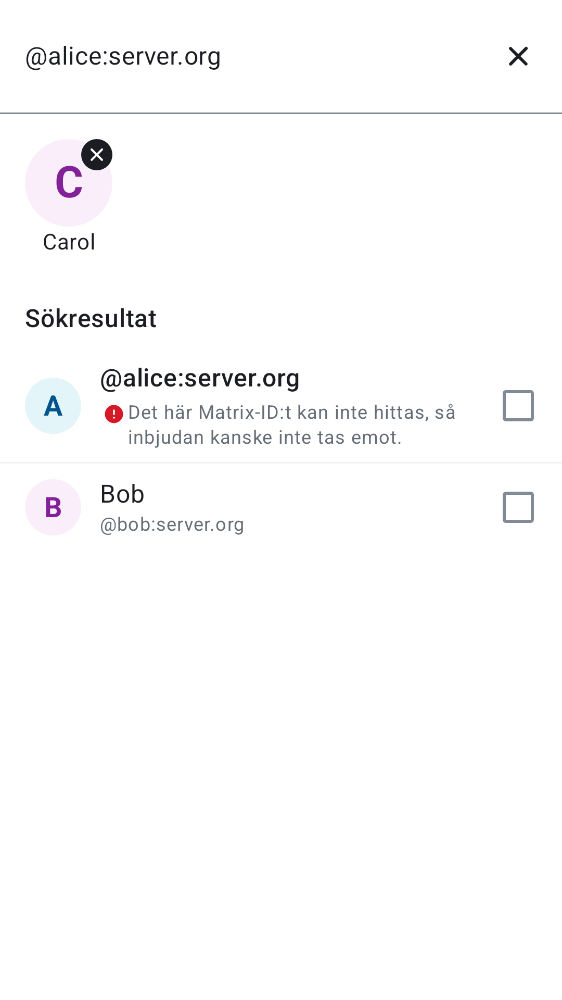 @alice:server.org
C
Carol
Sökresultat
A
@alice:server.org
Det här Matrix-ID:t kan inte hittas, så
inbjudan kanske inte tas emot.
B
Bob
@bob:server.org